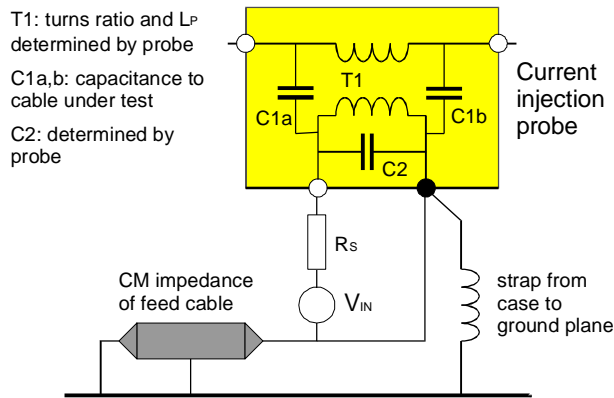 T1: turns ratio and LP
determined by probe
C1a,b: capacitance to
cable under test
C2: determined by
probe
T1
C1a
C1b
C2
Current
injection
probe
RS
VIN
CM impedance
of feed cable
strap from
case to
ground plane